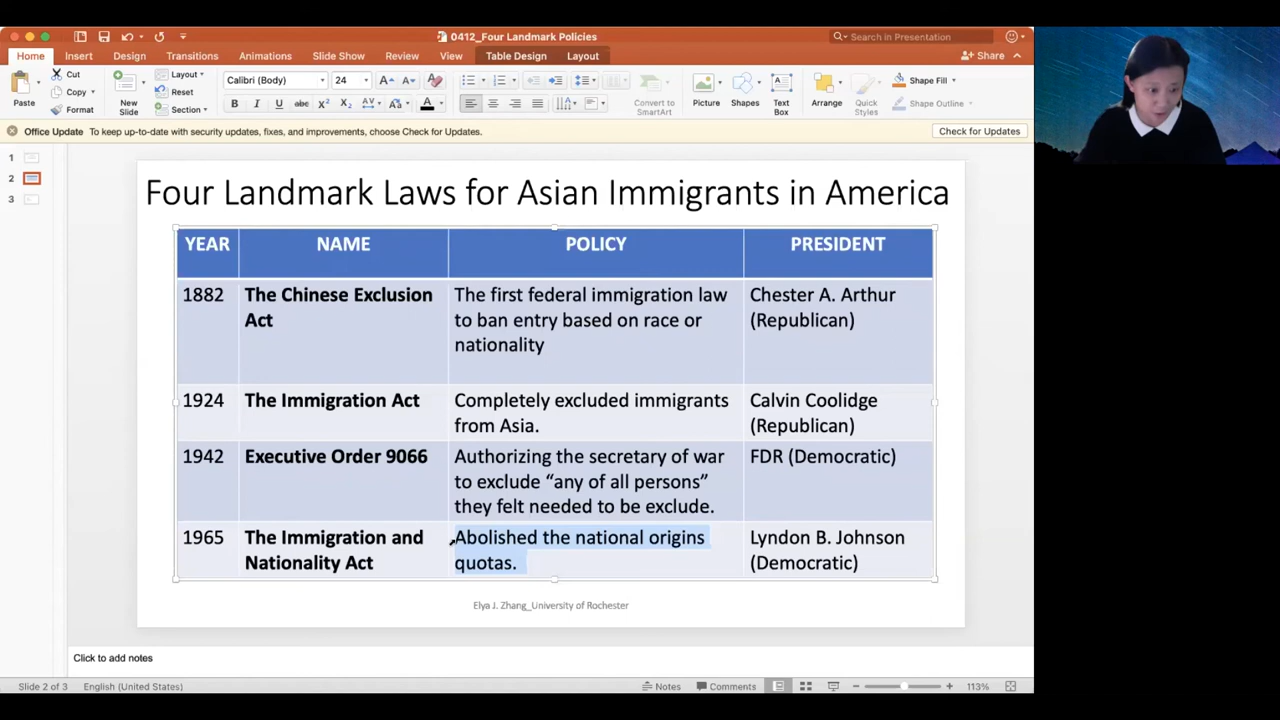 0412_Four Landmark Policies
Search in Presentation
Home Insert Design Transitions Animations Slide Show Review View Table Design Layout
Share
Paste
Cut
Copy
Format
New Slide
Layout
Reset
Section
Calibri (Body) 24
Convert to SmartArt
Picture
Shapes
Text Box
Arrange
Quick Styles
Shape Fill
Shape Outline
Office Update To keep up-to-date with security updates, fixes, and improvements, choose Check for Updates.
Check for Updates
1
2
3
Four Landmark Laws for Asian Immigrants in America
YEAR NAME POLICY PRESIDENT
1882
The Chinese Exclusion
Act
The first federal immigration law
to ban entry based on race or
nationality
Chester A. Arthur
(Republican)
1924
The Immigration Act
Completely excluded immigrants
from Asia.
Calvin Coolidge
(Republican)
1942
Executive Order 9066
Authorizing the secretary of war
to exclude “any of all persons”
they felt needed to be exclude.
FDR (Democratic)
1965
The Immigration and
Nationality Act
Abolished the national origins
quotas.
Lyndon B. Johnson
(Democratic)
Elya J. Zhang_University of Rochester
Click to add notes
Slide 2 of 3 English (United States) Notes Comments 113%